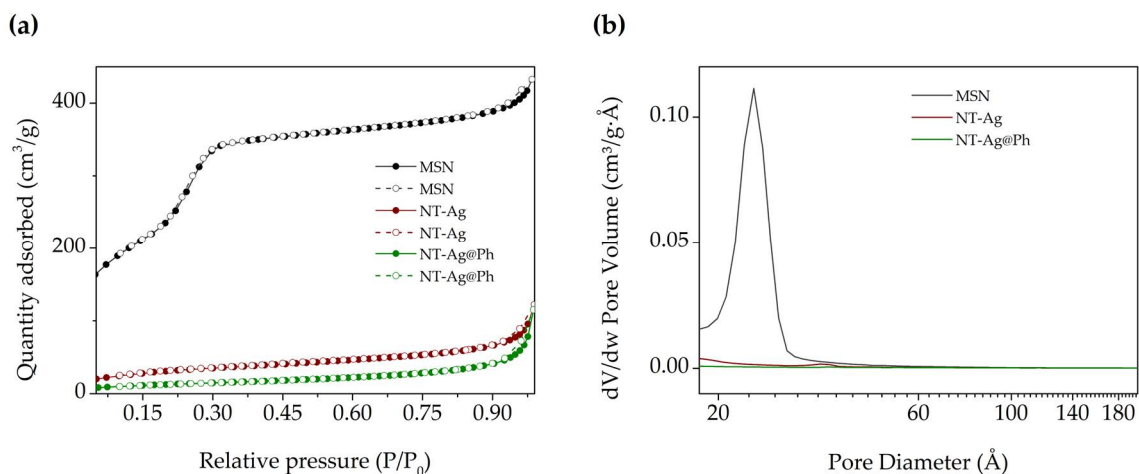 (a)
Quantity adsorbed (cm³/g)
400
200
0
MSN
MSN
NT-Ag
NT-Ag
NT-Ag@Ph
NT-Ag@Ph
0.15 0.30 0.45 0.60 0.75 0.90
Relative pressure (P/P₀)
(b)
dV/dw Pore Volume (cm³/g·Å)
0.10
0.05
0.00
MSN
NT-Ag
NT-Ag@Ph
20 60 100 140 180
Pore Diameter (Å)